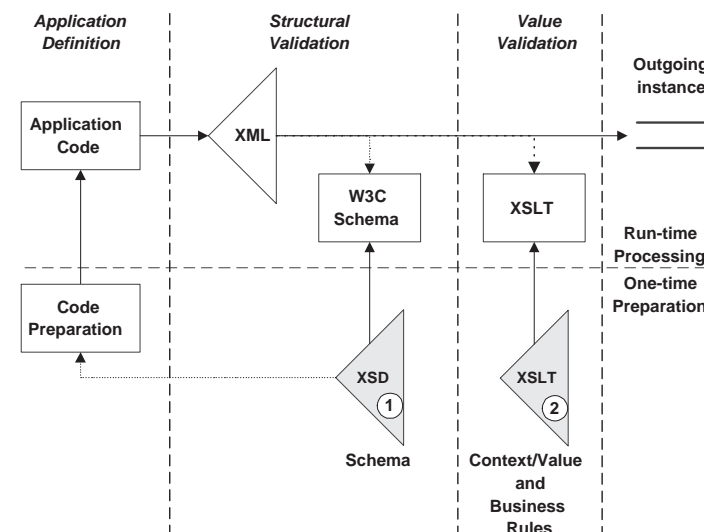 Application
Definition
Structural
Validation
Value
Validation
Outgoing
instance
Application
Code
XML
W3C
Schema
XSLT
Run-time
Processing
One-time
Preparation
Code
Preparation
XSD
1
XSLT
2
Schema
Context/Value
and
Business
Rules